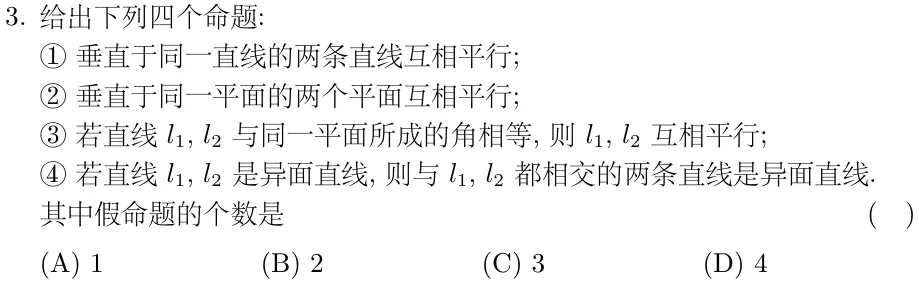 3. 给出下列四个命题:
① 垂直于同一直线的两条直线互相平行;
② 垂直于同一平面的两个平面互相平行;
③ 若直线 l₁, l₂ 与同一平面所成的角相等, 则 l₁, l₂ 互相平行;
④ 若直线 l₁, l₂ 是异面直线, 则与 l₁, l₂ 都相交的两条直线是异面直线.
其中假命题的个数是 ( )
(A) 1 (B) 2 (C) 3 (D) 4